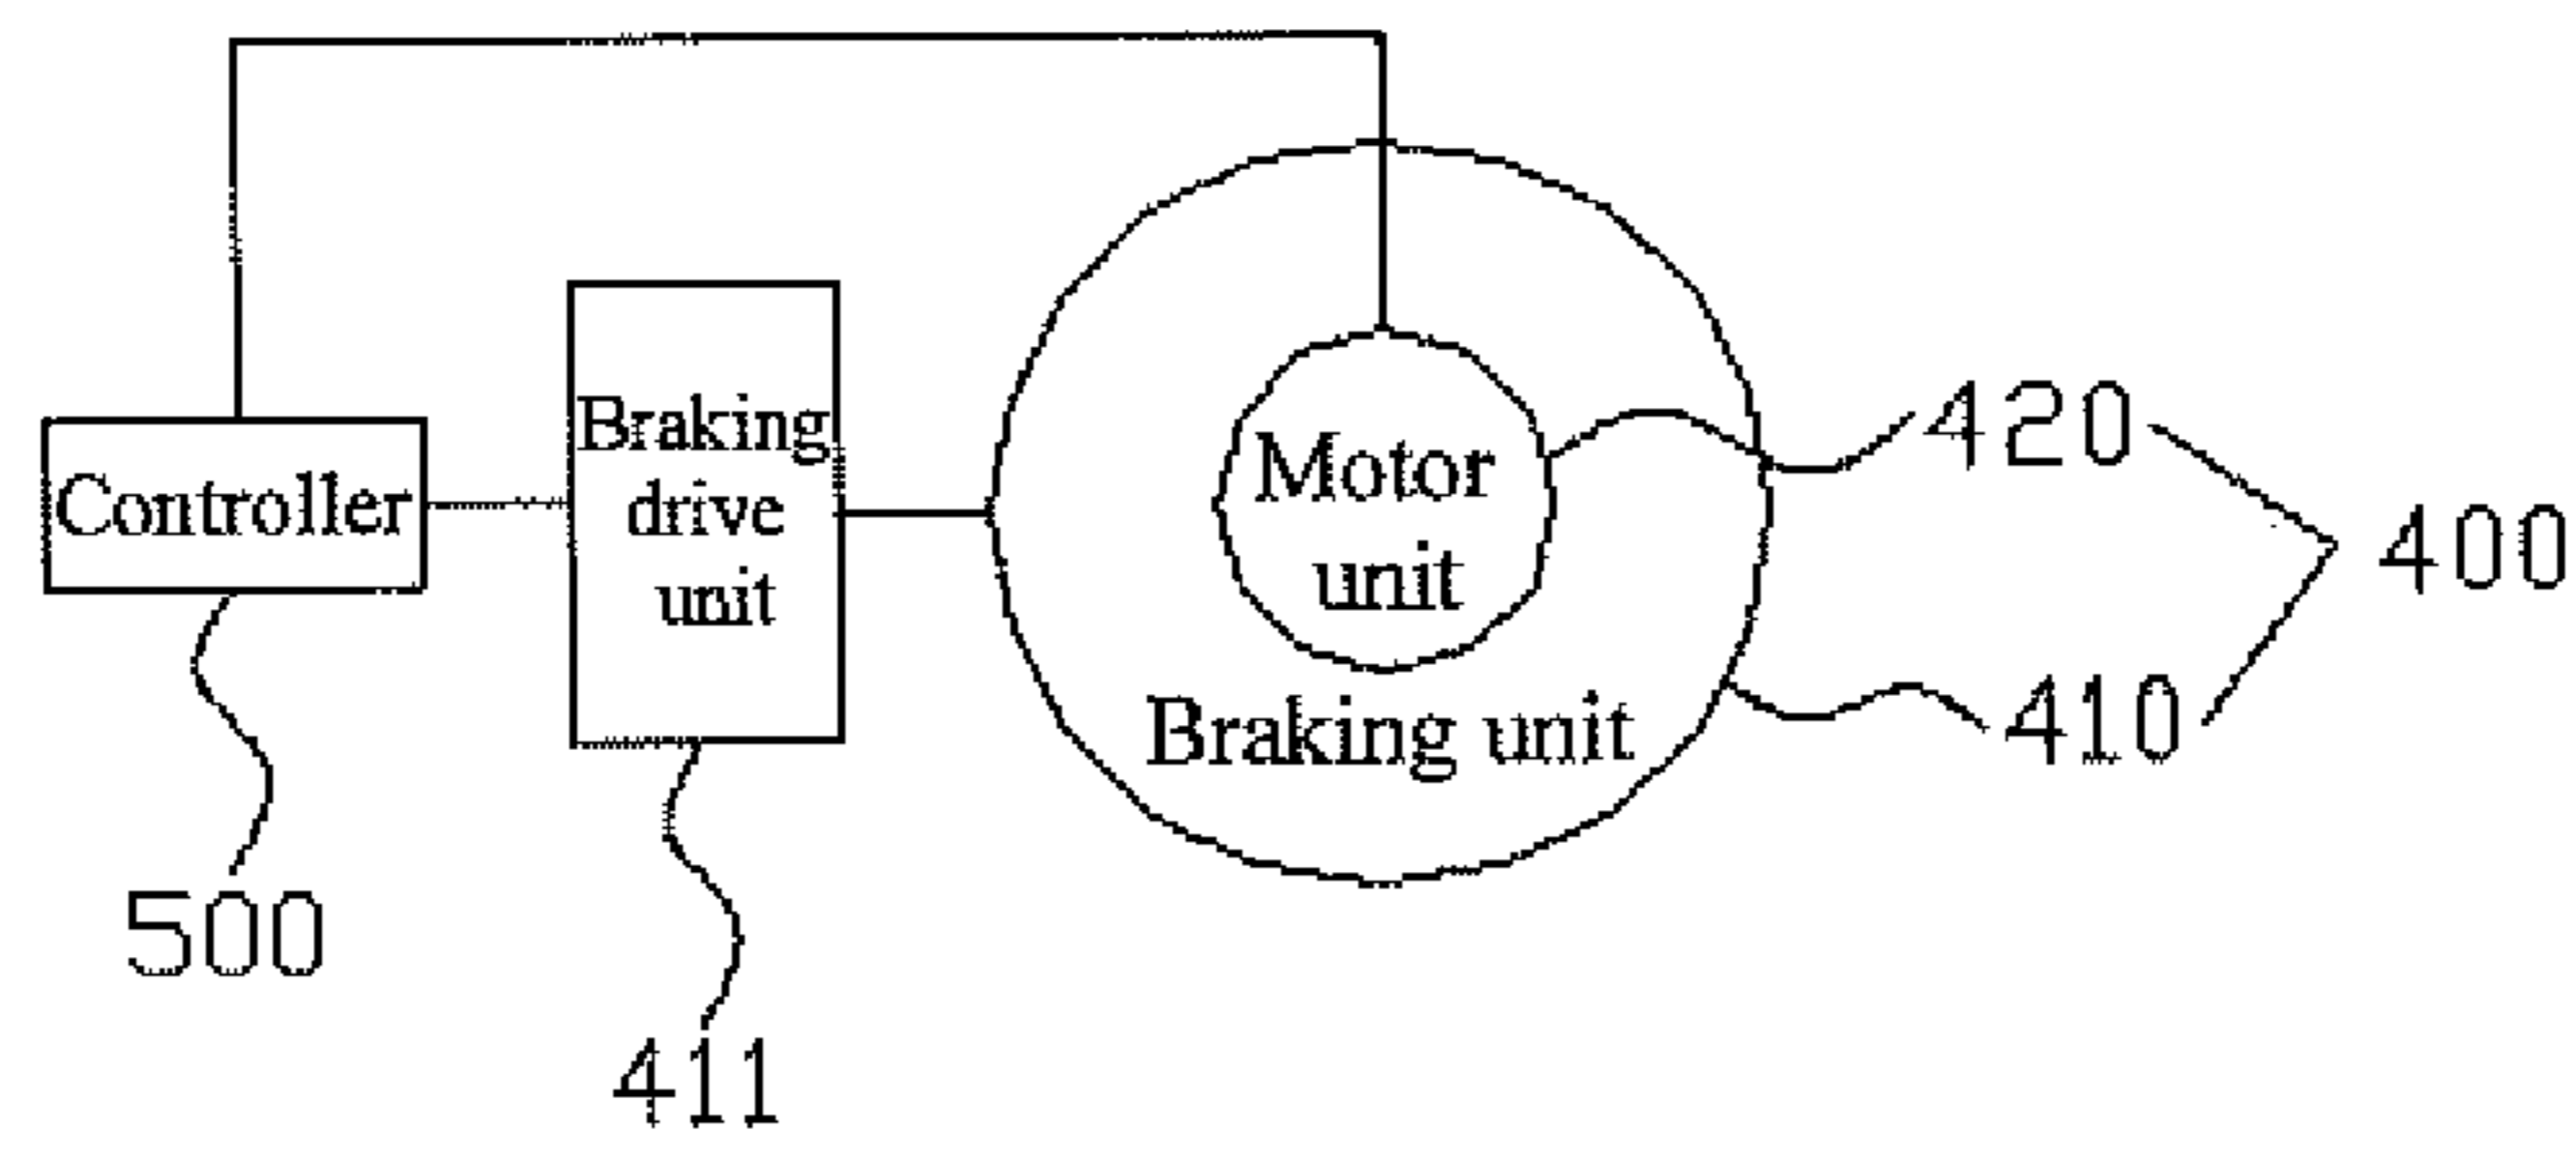 Controller
Braking
drive
unit
Motor
unit
Braking unit
420
400
410
500
411